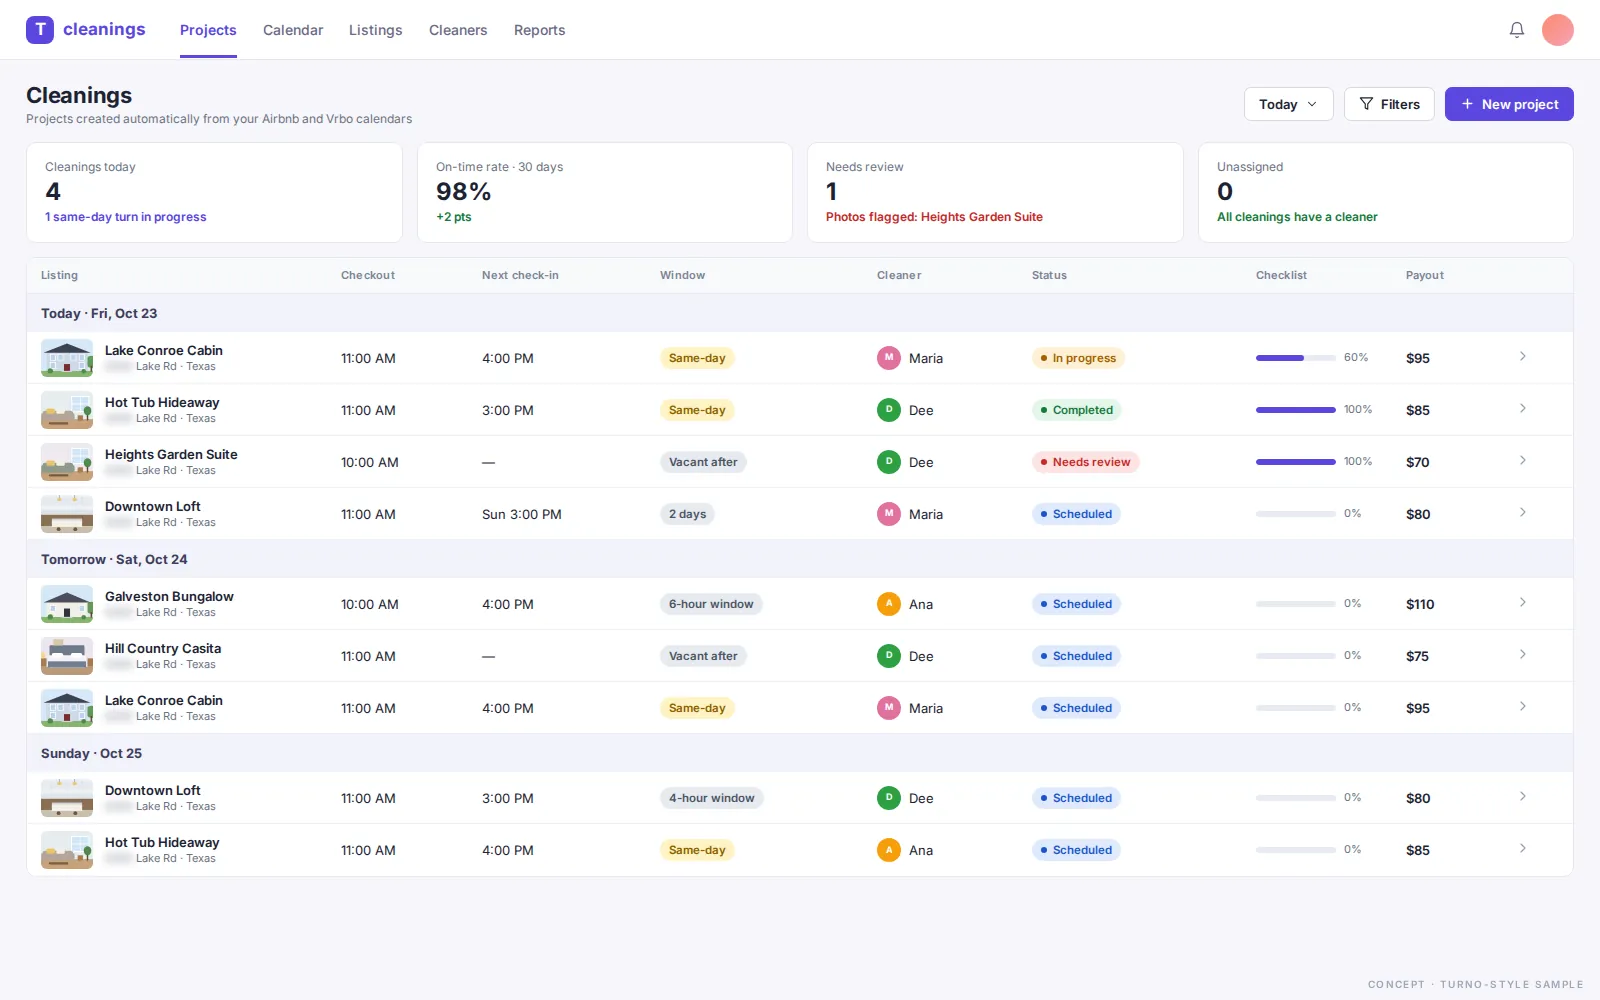 T cleanings Projects Calendar Listings Cleaners Reports
Cleanings
Projects created automatically from your Airbnb and Vrbo calendars
Today Filters + New project
Cleanings today
4
1 same-day turn in progress
On-time rate · 30 days
98%
+2 pts
Needs review
1
Photos flagged: Heights Garden Suite
Unassigned
0
All cleanings have a cleaner
Listing Checkout Next check-in Window Cleaner Status Checklist Payout
Today · Fri, Oct 23
Lake Conroe Cabin
Lake Rd · Texas
11:00 AM 4:00 PM Same-day M Maria In progress 60% $95
Hot Tub Hideaway
Lake Rd · Texas
11:00 AM 3:00 PM Same-day D Dee Completed 100% $85
Heights Garden Suite
Lake Rd · Texas
10:00 AM — Vacant after D Dee Needs review 100% $70
Downtown Loft
Lake Rd · Texas
11:00 AM Sun 3:00 PM 2 days M Maria Scheduled 0% $80
Tomorrow · Sat, Oct 24
Galveston Bungalow
Lake Rd · Texas
10:00 AM 4:00 PM 6-hour window A Ana Scheduled 0% $110
Hill Country Casita
Lake Rd · Texas
11:00 AM — Vacant after D Dee Scheduled 0% $75
Lake Conroe Cabin
Lake Rd · Texas
11:00 AM 4:00 PM Same-day M Maria Scheduled 0% $95
Sunday · Oct 25
Downtown Loft
Lake Rd · Texas
11:00 AM 3:00 PM 4-hour window D Dee Scheduled 0% $80
Hot Tub Hideaway
Lake Rd · Texas
11:00 AM 4:00 PM Same-day A Ana Scheduled 0% $85
CONCEPT · TURNO-STYLE SAMPLE